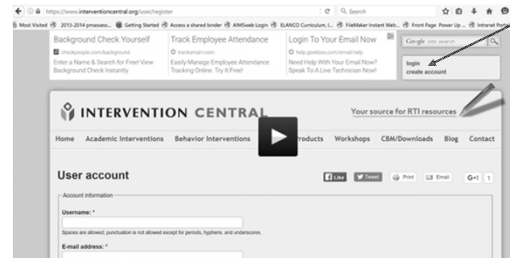 https://www.interventioncentral.org/user/register
Search
Most Visited 2013-2014 pmassess... Getting Started Access a shared binder AIMSweb Login ELANCO Curriculum, I... FileMaker Instant Web... Front Page Power Up ... Intranet Portal
Background Check Yourself
checkpeople.com/background
Enter a Name & Search for Free! View
Background Check Instantly.
Track Employee Attendance
tracksmart.com
Easily Manage Employee Attendance
Tracking Online. Try It Free!
Login To Your Email Now
Need Help With Your Email Now?
Speak To A Live Technician Now!
Google site search
login
create account
INTERVENTION CENTRAL
Your source for RTI resources
Home Academic Interventions Behavior Interventions Products Workshops CBM/Downloads Blog Contact
User account
Like Tweet Print Email G+1 1
Account information
Username: *
Spaces are allowed; punctuation is not allowed except for periods, hyphens, and underscores.
E-mail address: *